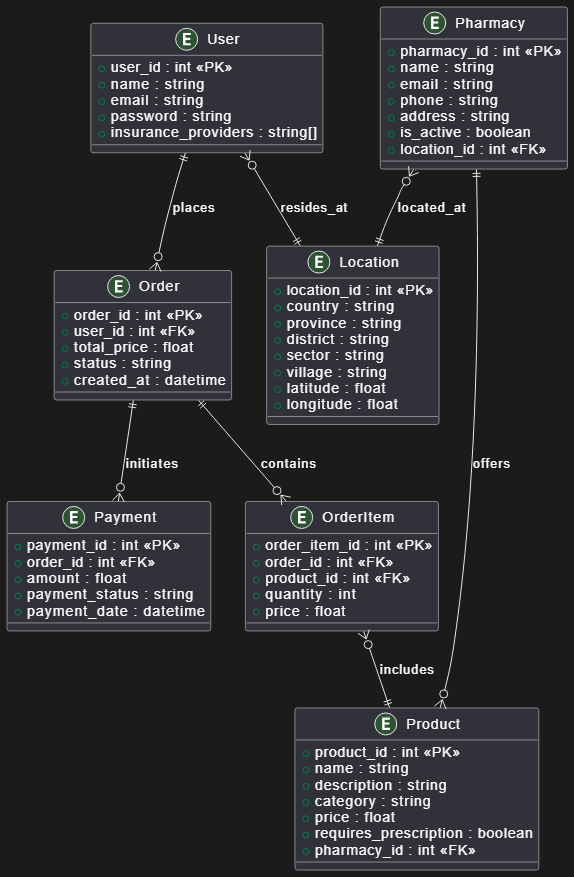 E User
user_id : int «PK»
name : string
email : string
password : string
insurance_providers : string[]
E Pharmacy
pharmacy_id : int «PK»
name : string
email : string
phone : string
address : string
is_active : boolean
location_id : int «FK»
places
resides_at
located_at
E Order
order_id : int «PK»
user_id : int «FK»
total_price : float
status : string
created_at : datetime
E Location
location_id : int «PK»
country : string
province : string
district : string
sector : string
village : string
latitude : float
longitude : float
initiates
contains
offers
E Payment
payment_id : int «PK»
order_id : int «FK»
amount : float
payment_status : string
payment_date : datetime
E OrderItem
order_item_id : int «PK»
order_id : int «FK»
product_id : int «FK»
quantity : int
price : float
includes
E Product
product_id : int «PK»
name : string
description : string
category : string
price : float
requires_prescription : boolean
pharmacy_id : int «FK»